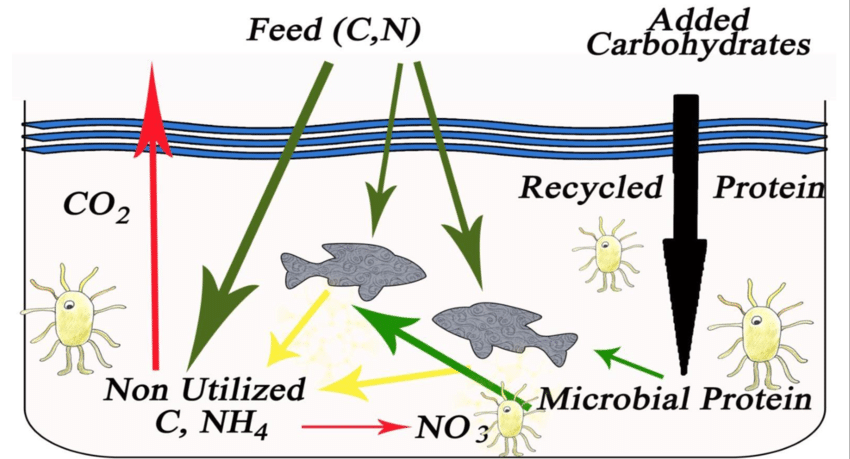 Feed (C,N)
Added
Carbohydrates
CO2
Recycled Protein
Non Utilized
C, NH4
NO3
Microbial Protein